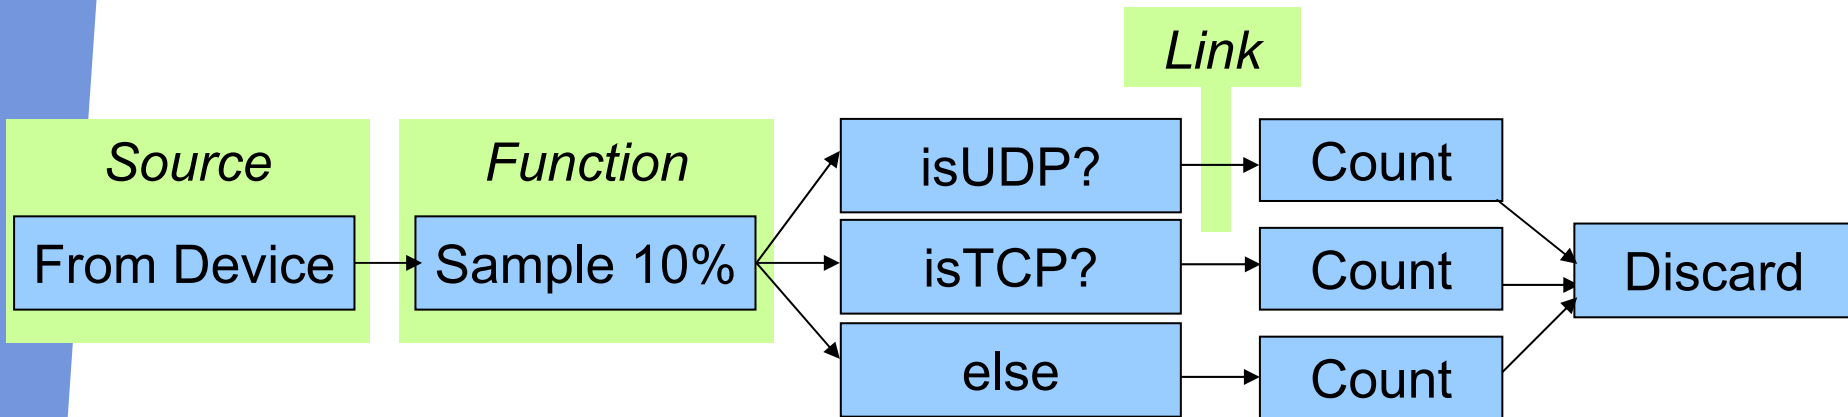 Link
Source
Function
isUDP?
Count
From Device
Sample 10%
isTCP?
Count
Discard
else
Count